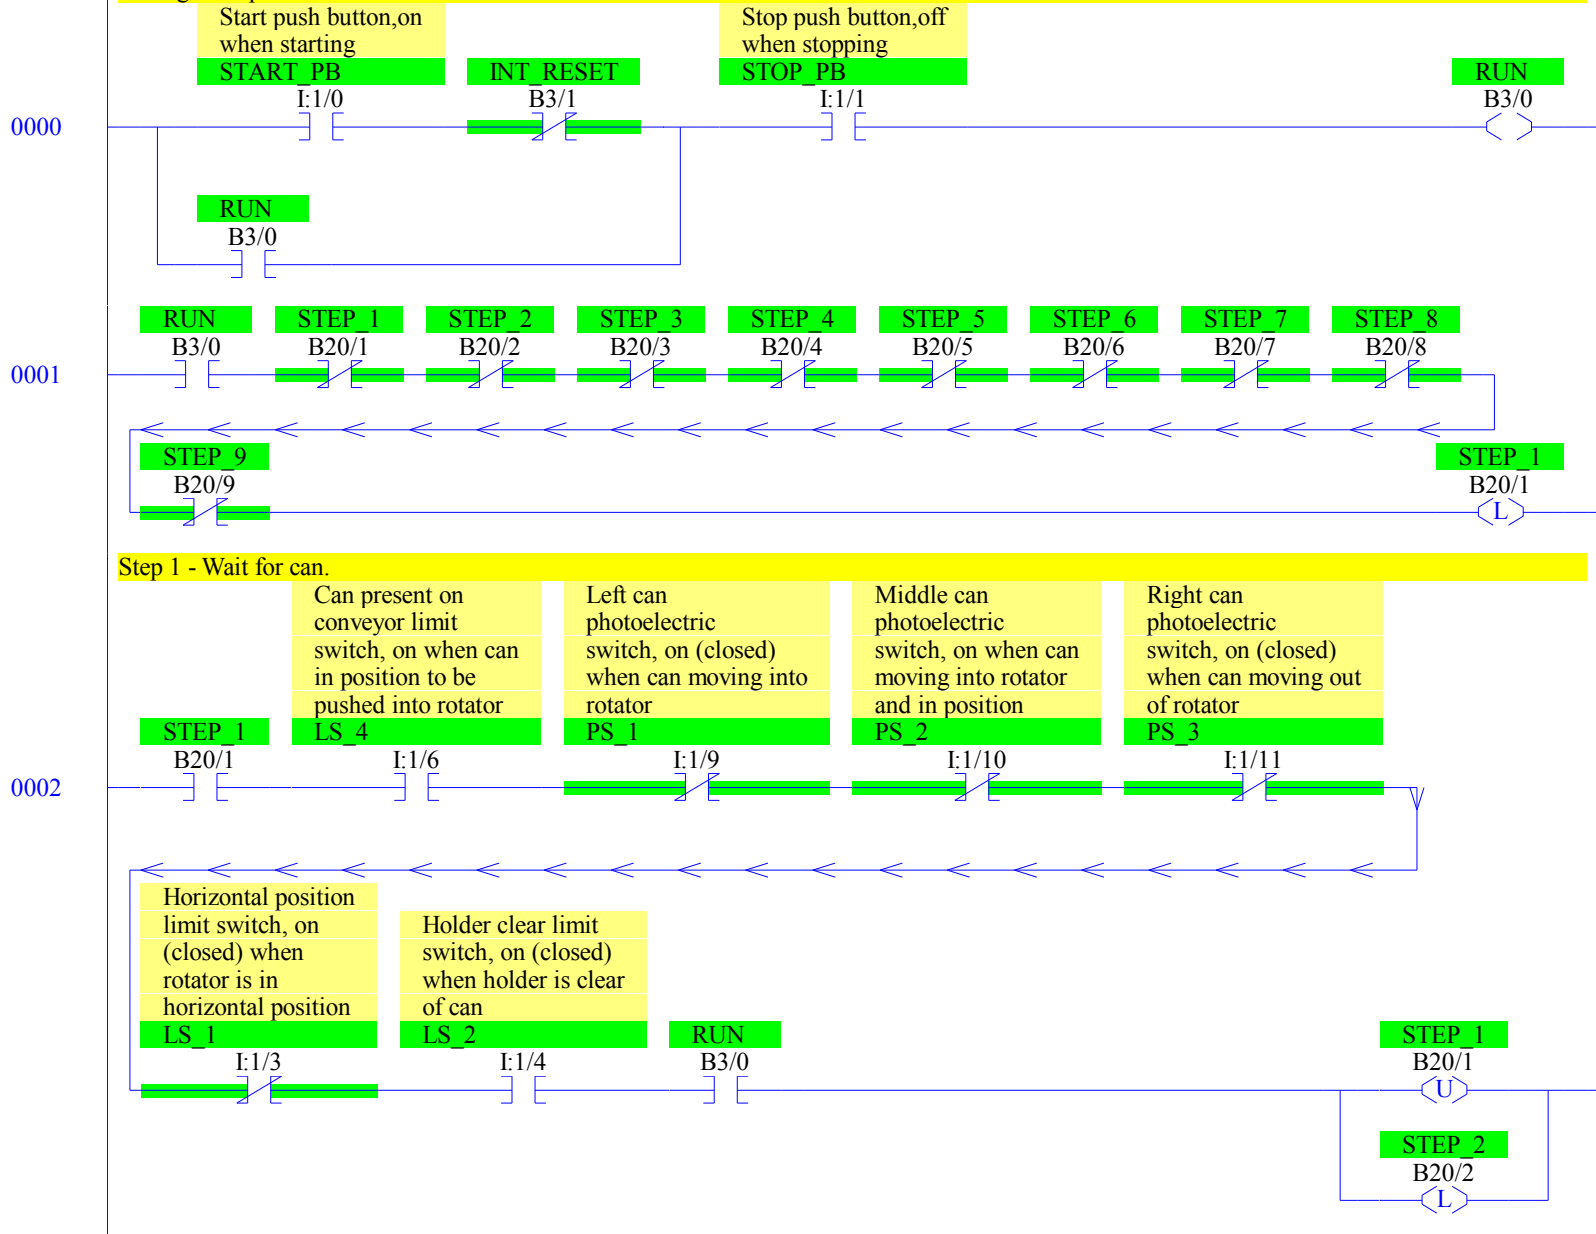 Start push button,on
when starting
START_PB
I:1/0
INT_RESET
B3/1
Stop push button,off
when stopping
STOP_PB
I:1/1
RUN
B3/0
0000
RUN
B3/0
RUN
B3/0
STEP_1
B20/1
STEP_2
B20/2
STEP_3
B20/3
STEP_4
B20/4
STEP_5
B20/5
STEP_6
B20/6
STEP_7
B20/7
STEP_8
B20/8
0001
STEP_9
B20/9
STEP_1
B20/1
L
Step 1 - Wait for can.
Can present on
conveyor limit
switch, on when can
in position to be
pushed into rotator
Left can
photoelectric
switch, on (closed)
when can moving into
rotator
Middle can
photoelectric
switch, on when can
moving into rotator
and in position
Right can
photoelectric
switch, on (closed)
when can moving out
of rotator
STEP_1
B20/1
LS_4
I:1/6
PS_1
I:1/9
PS_2
I:1/10
PS_3
I:1/11
0002
Horizontal position
limit switch, on
(closed) when
rotator is in
horizontal position
LS_1
I:1/3
Holder clear limit
switch, on (closed)
when holder is clear
of can
LS_2
I:1/4
RUN
B3/0
STEP_1
B20/1
U
STEP_2
B20/2
L